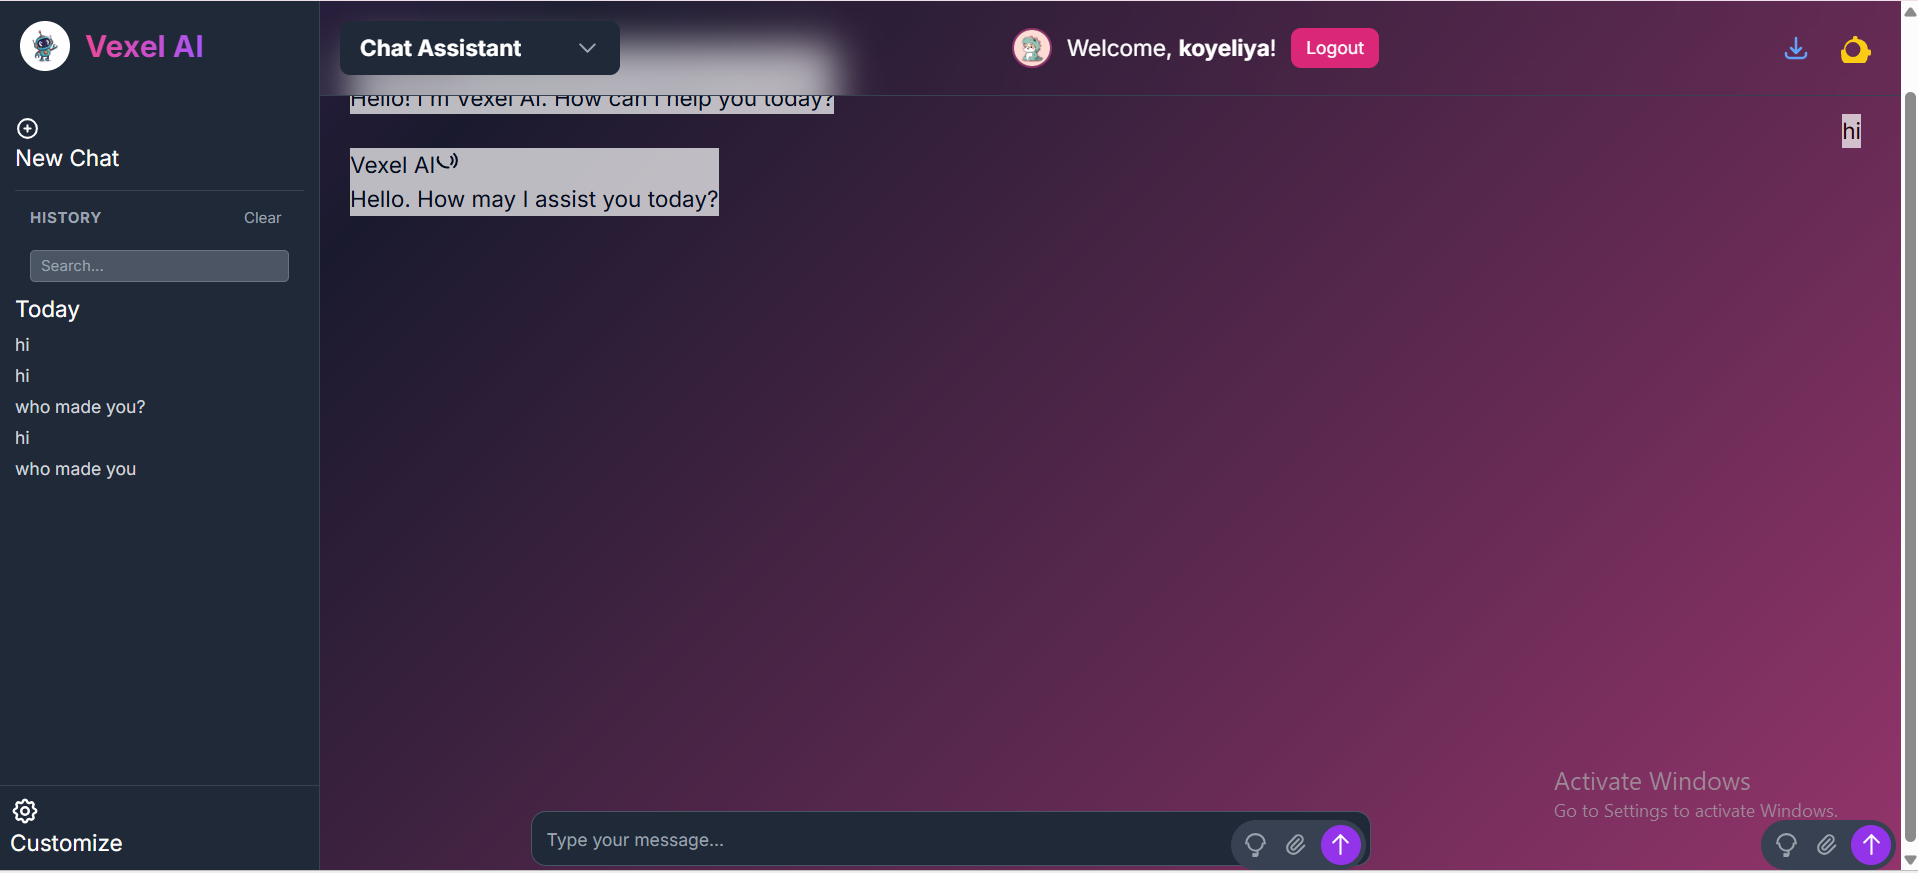 Vexel AI
New Chat
HISTORY
Clear
Search...
Today
hi
hi
who made you?
hi
who made you
Customize
Chat Assistant
Welcome, koyeliya!
Logout
Hello! I'm Vexel AI. How can I help you today?
hi
Vexel AI
Hello. How may I assist you today?
Type your message...
Activate Windows
Go to Settings to activate Windows.